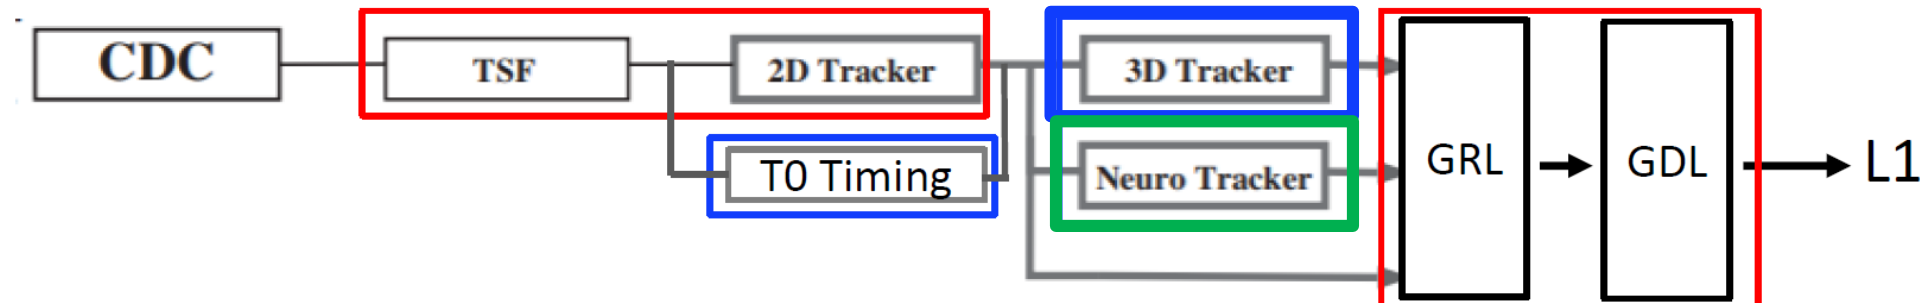 CDC
TSF
2D Tracker
T0 Timing
3D Tracker
Neuro Tracker
GRL
GDL
L1